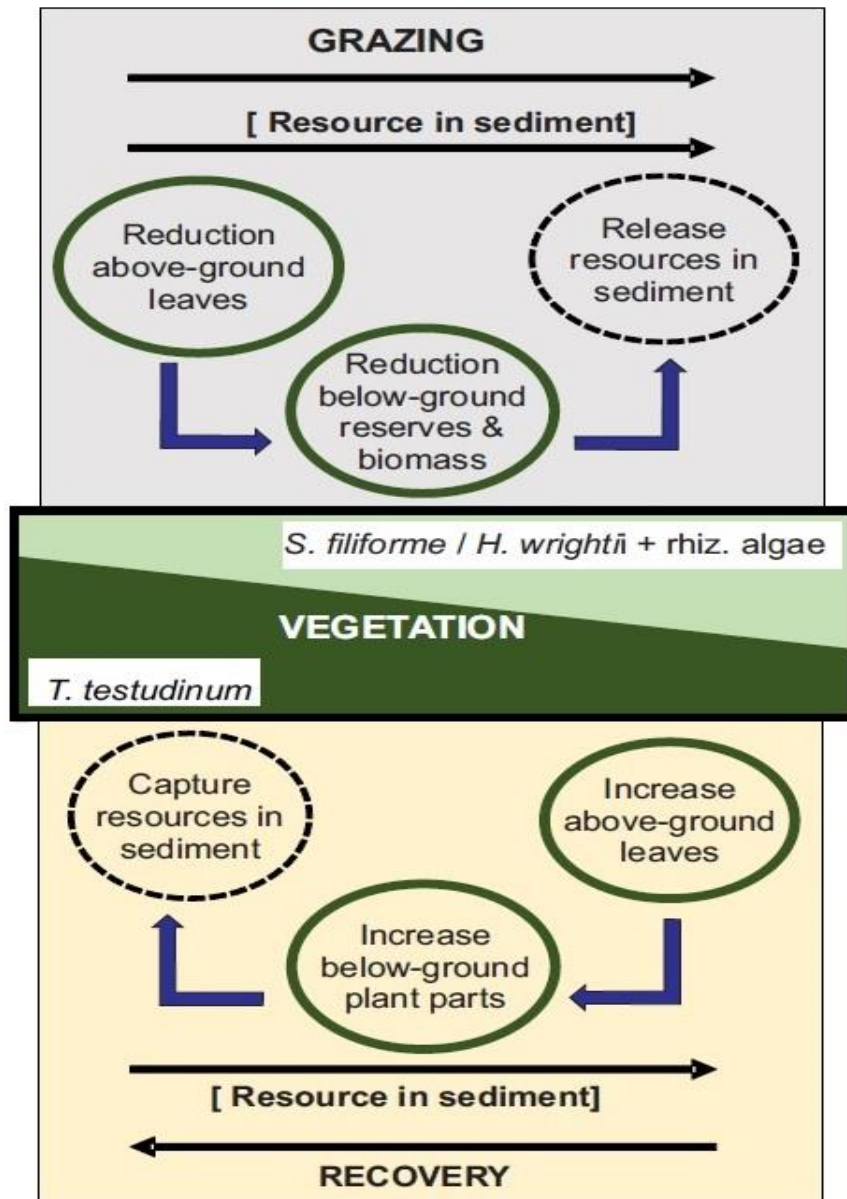 GRAZING
[ Resource in sediment]
Reduction
above-ground
leaves
Release
resources in
sediment
Reduction
below-ground
reserves &
biomass
S. filiforme / H. wrightii + rhiz. algae
VEGETATION
T. testudinum
Capture
resources in
sediment
Increase
above-ground
leaves
Increase
below-ground
plant parts
[ Resource in sediment]
RECOVERY